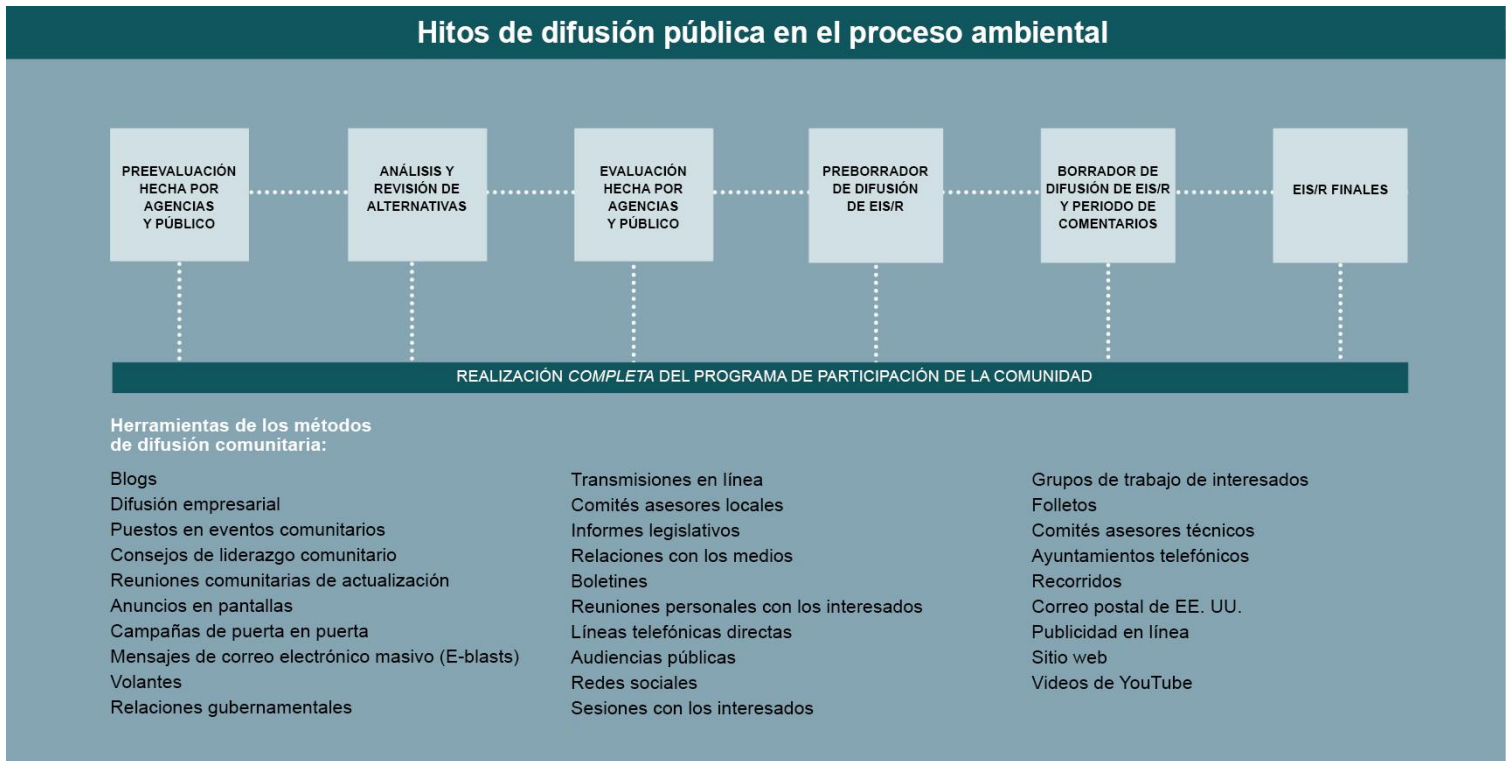 Hitos de difusión pública en el proceso ambiental
PREEVALUACIÓN
HECHA POR
AGENCIAS
Y PÚBLICO
ANÁLISIS Y
REVISIÓN DE
ALTERNATIVAS
EVALUACIÓN
HECHA POR
AGENCIAS
Y PÚBLICO
PREBORRADOR
DE DIFUSIÓN
DE EIS/R
BORRADOR DE
DIFUSIÓN DE EIS/R
Y PERIODO DE
COMENTARIOS
EIS/R FINALES
REALIZACIÓN COMPLETA DEL PROGRAMA DE PARTICIPACIÓN DE LA COMUNIDAD
Herramientas de los métodos
de difusión comunitaria:
Blogs
Difusión empresarial
Puestos en eventos comunitarios
Consejos de liderazgo comunitario
Reuniones comunitarias de actualización
Anuncios en pantallas
Campañas de puerta en puerta
Mensajes de correo electrónico masivo (E-blasts)
Volantes
Relaciones gubernamentales
Transmisiones en línea
Comités asesores locales
Informes legislativos
Relaciones con los medios
Boletines
Reuniones personales con los interesados
Líneas telefónicas directas
Audiencias públicas
Redes sociales
Sesiones con los interesados
Grupos de trabajo de interesados
Folletos
Comités asesores técnicos
Ayuntamientos telefónicos
Recorridos
Correo postal de EE. UU.
Publicidad en línea
Sitio web
Videos de YouTube